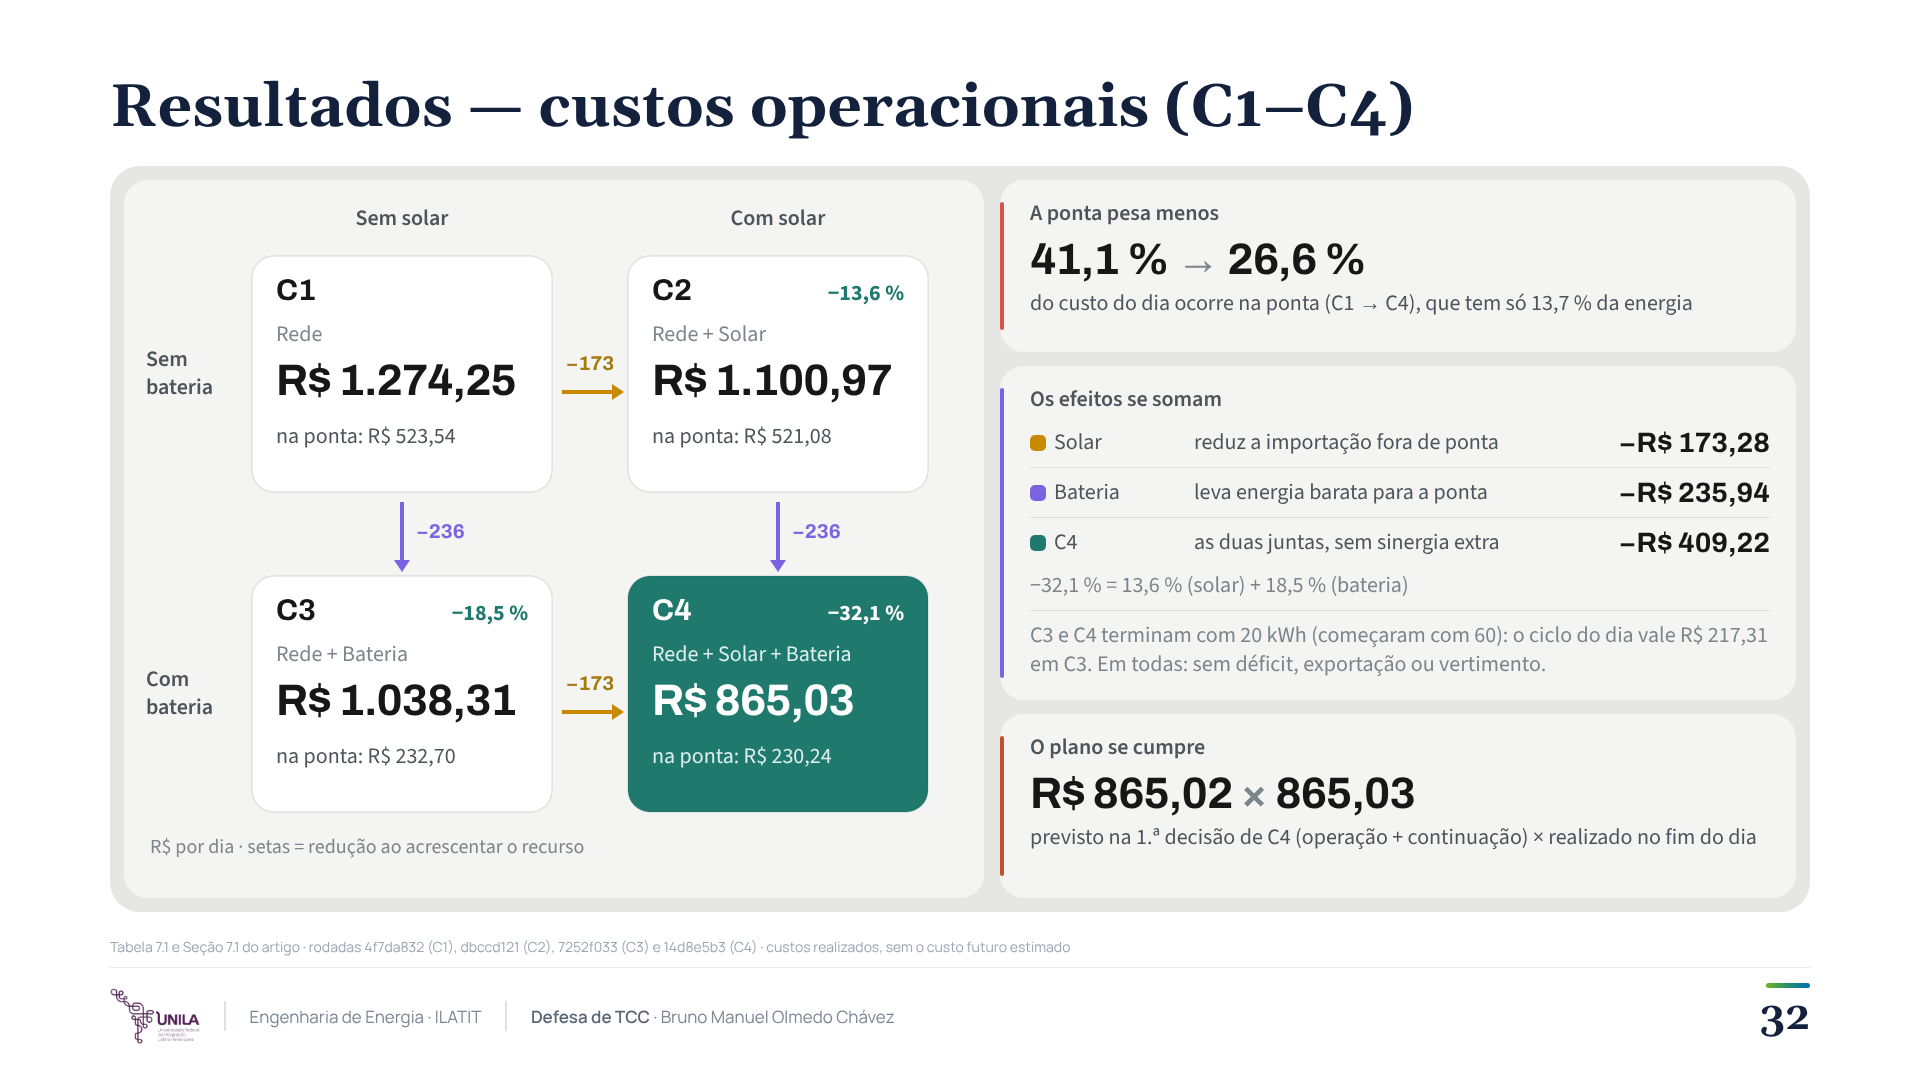 Resultados — custos operacionais (C1–C4)
Sem solar
Com solar
Sem
bateria
C1
Rede
R$ 1.274,25
na ponta: R$ 523,54
–173
C2
–13,6 %
Rede + Solar
R$ 1.100,97
na ponta: R$ 521,08
–236
–236
Com
bateria
C3
–18,5 %
Rede + Bateria
R$ 1.038,31
na ponta: R$ 232,70
–173
C4
–32,1 %
Rede + Solar + Bateria
R$ 865,03
na ponta: R$ 230,24
R$ por dia · setas = redução ao acrescentar o recurso
A ponta pesa menos
41,1 % → 26,6 %
do custo do dia ocorre na ponta (C1 → C4), que tem só 13,7 % da energia
Os efeitos se somam
Solar reduz a importação fora de ponta –R$ 173,28
Bateria leva energia barata para a ponta –R$ 235,94
C4 as duas juntas, sem sinergia extra –R$ 409,22
−32,1 % = 13,6 % (solar) + 18,5 % (bateria)
C3 e C4 terminam com 20 kWh (começaram com 60): o ciclo do dia vale R$ 217,31
em C3. Em todas: sem déficit, exportação ou vertimento.
O plano se cumpre
R$ 865,02 × 865,03
previsto na 1.ª decisão de C4 (operação + continuação) × realizado no fim do dia
Tabela 7.1 e Seção 7.1 do artigo · rodadas 4f7da832 (C1), dbccd121 (C2), 7252f033 (C3) e 14d8e5b3 (C4) · custos realizados, sem o custo futuro estimado
UNILA
Engenharia de Energia · ILATIT
Defesa de TCC · Bruno Manuel Olmedo Chávez
32